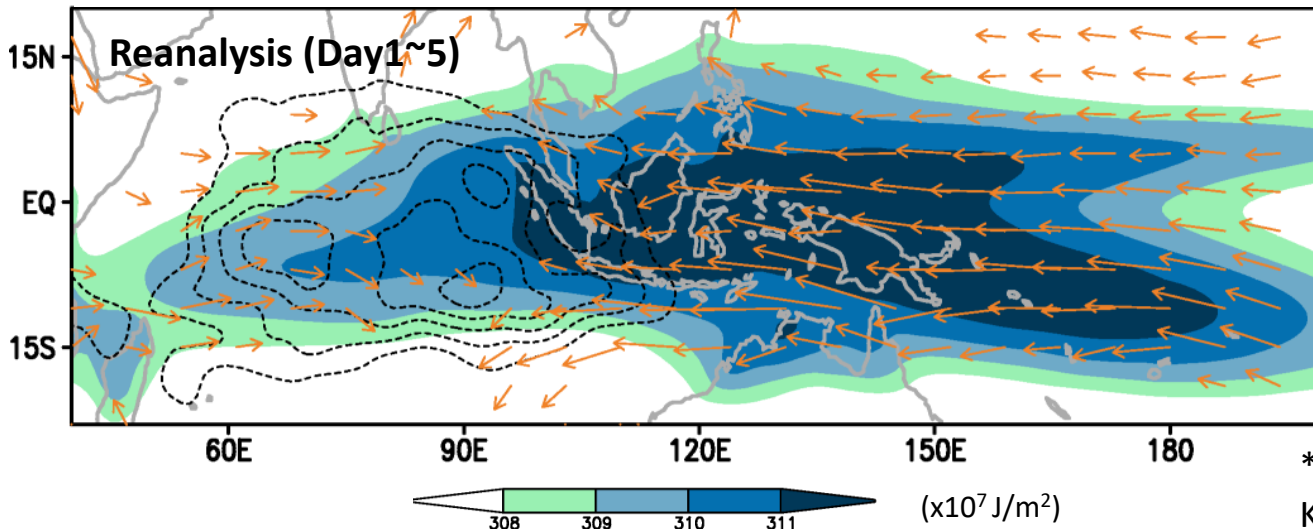 Reanalysis (Day1~5)
15N
EQ
15S
60E 90E 120E 150E 180
*
308 309 310 311 (x10⁷ J/m²)
K